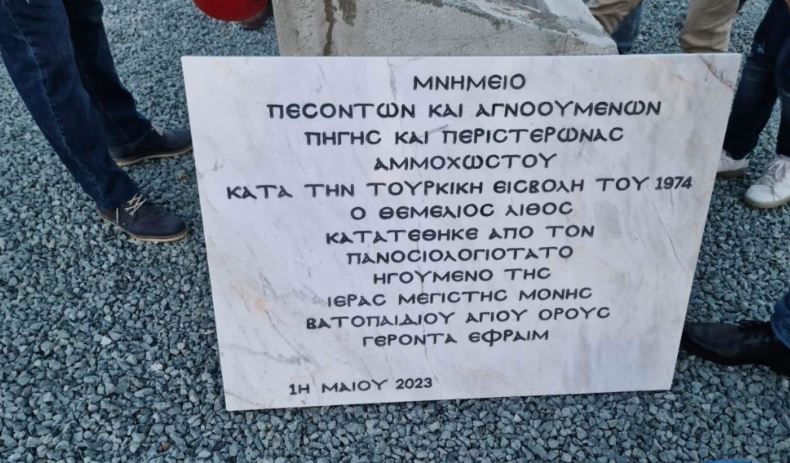 ΜΝΗΜΕΙΟ
ΠΕΣΟΝΤΩΝ ΚΑΙ ΑΓΝΟΟΥΜΕΝΩΝ
ΠΗΓΗΣ ΚΑΙ ΠΕΡΙΣΤΕΡΩΝΑΣ
ΑΜΜΟΧΩΣΤΟΥ
ΚΑΤΑ ΤΗΝ ΤΟΥΡΚΙΚΗ ΕΙΣΒΟΛΗ ΤΟΥ 1974
Ο ΘΕΜΕΛΙΟΣ ΛΙΘΟΣ
ΚΑΤΑΤΕΘΗΚΕ ΑΠΟ ΤΟΝ
ΠΑΝΟΣΙΟΛΟΓΙΟΤΑΤΟ
ΗΓΟΥΜΕΝΟ ΤΗΣ
ΙΕΡΑΣ ΜΕΓΙΣΤΗΣ ΜΟΝΗΣ
ΒΑΤΟΠΑΙΔΙΟΥ ΑΓΙΟΥ ΟΡΟΥΣ
ΓΕΡΟΝΤΑ ΕΦΡΑΙΜ
1Η ΜΑΙΟΥ 2023